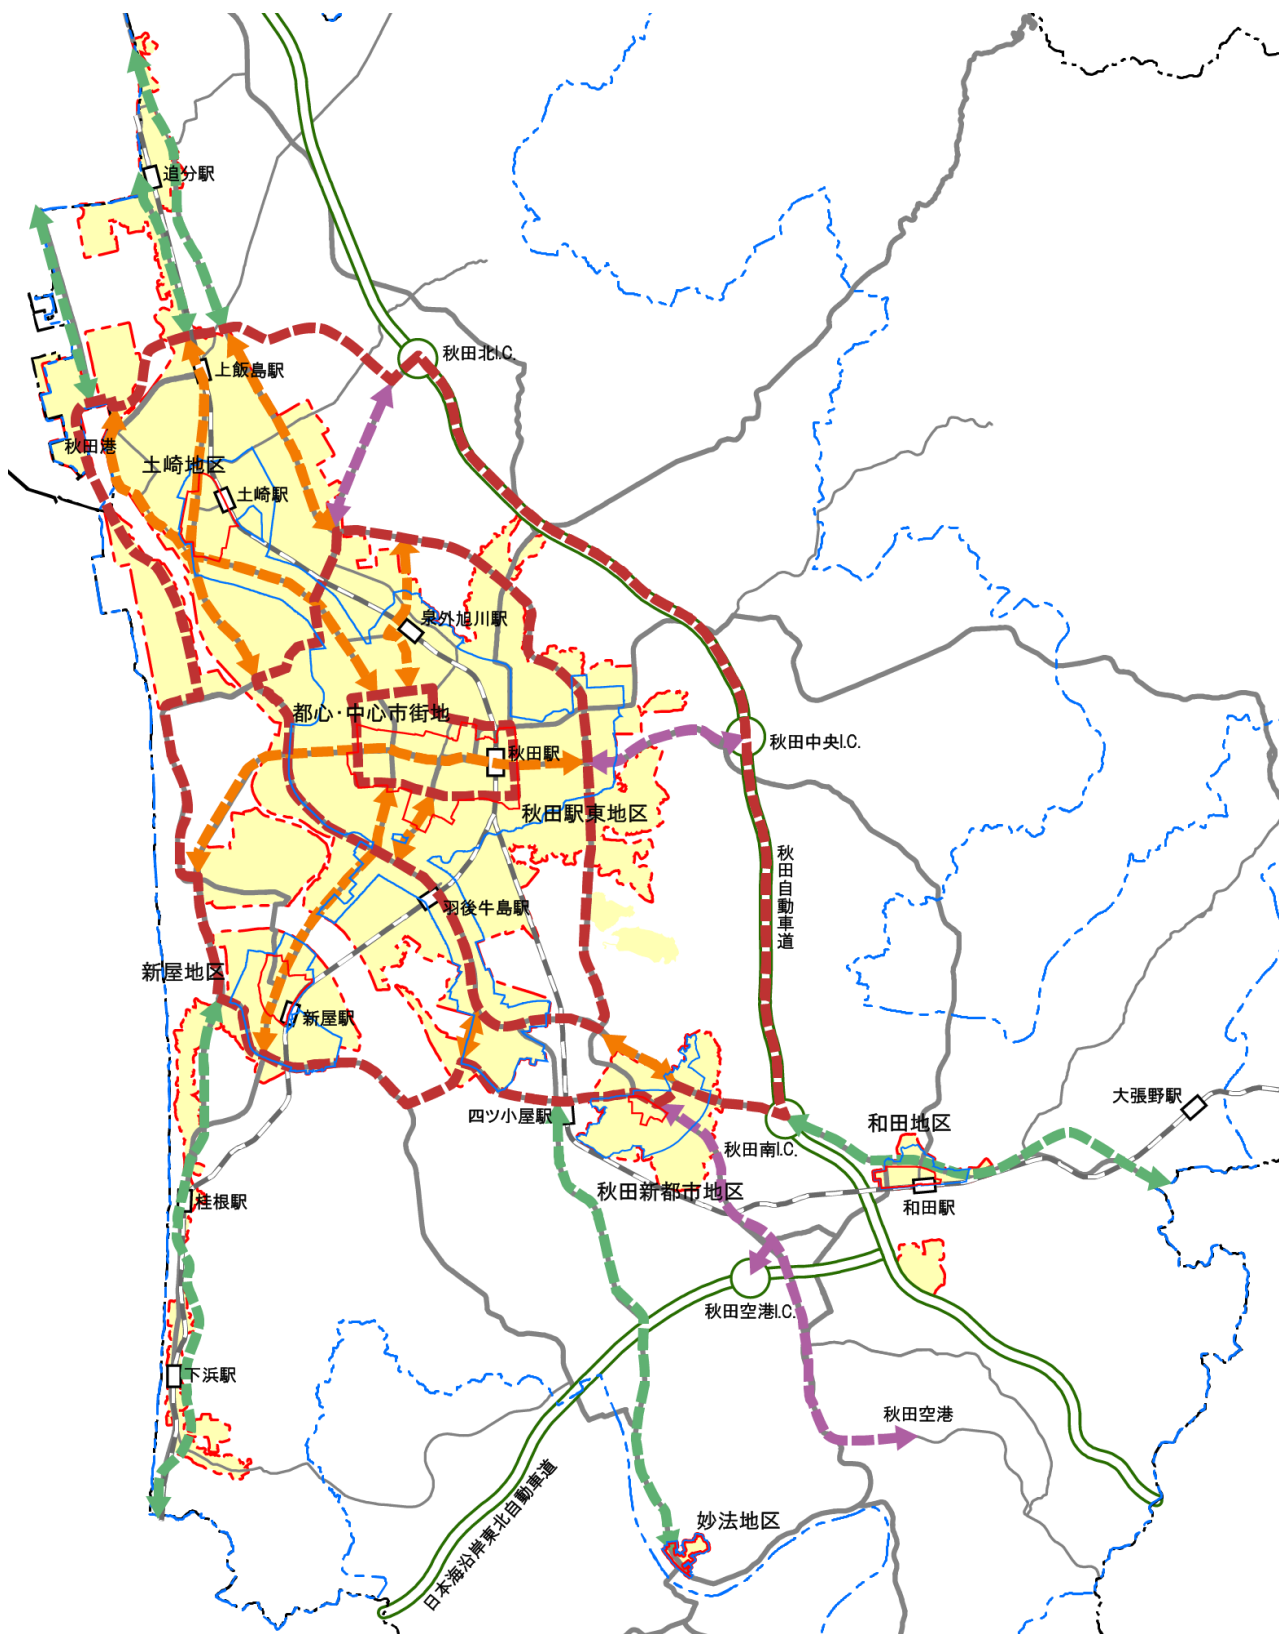 追分駅
秋田北I.C.
上飯島駅
秋田港
土崎地区
土崎駅
泉外旭川駅
都心・中心市街地
秋田中央I.C.
秋田駅
秋田駅東地区
秋田自動車道
羽後牛島駅
新屋地区
新屋駅
大張野駅
四ツ小屋駅
和田地区
秋田南I.C.
秋田新都市地区
和田駅
桂根駅
秋田空港I.C.
下浜駅
秋田空港
日本海沿岸東北自動車道
妙法地区